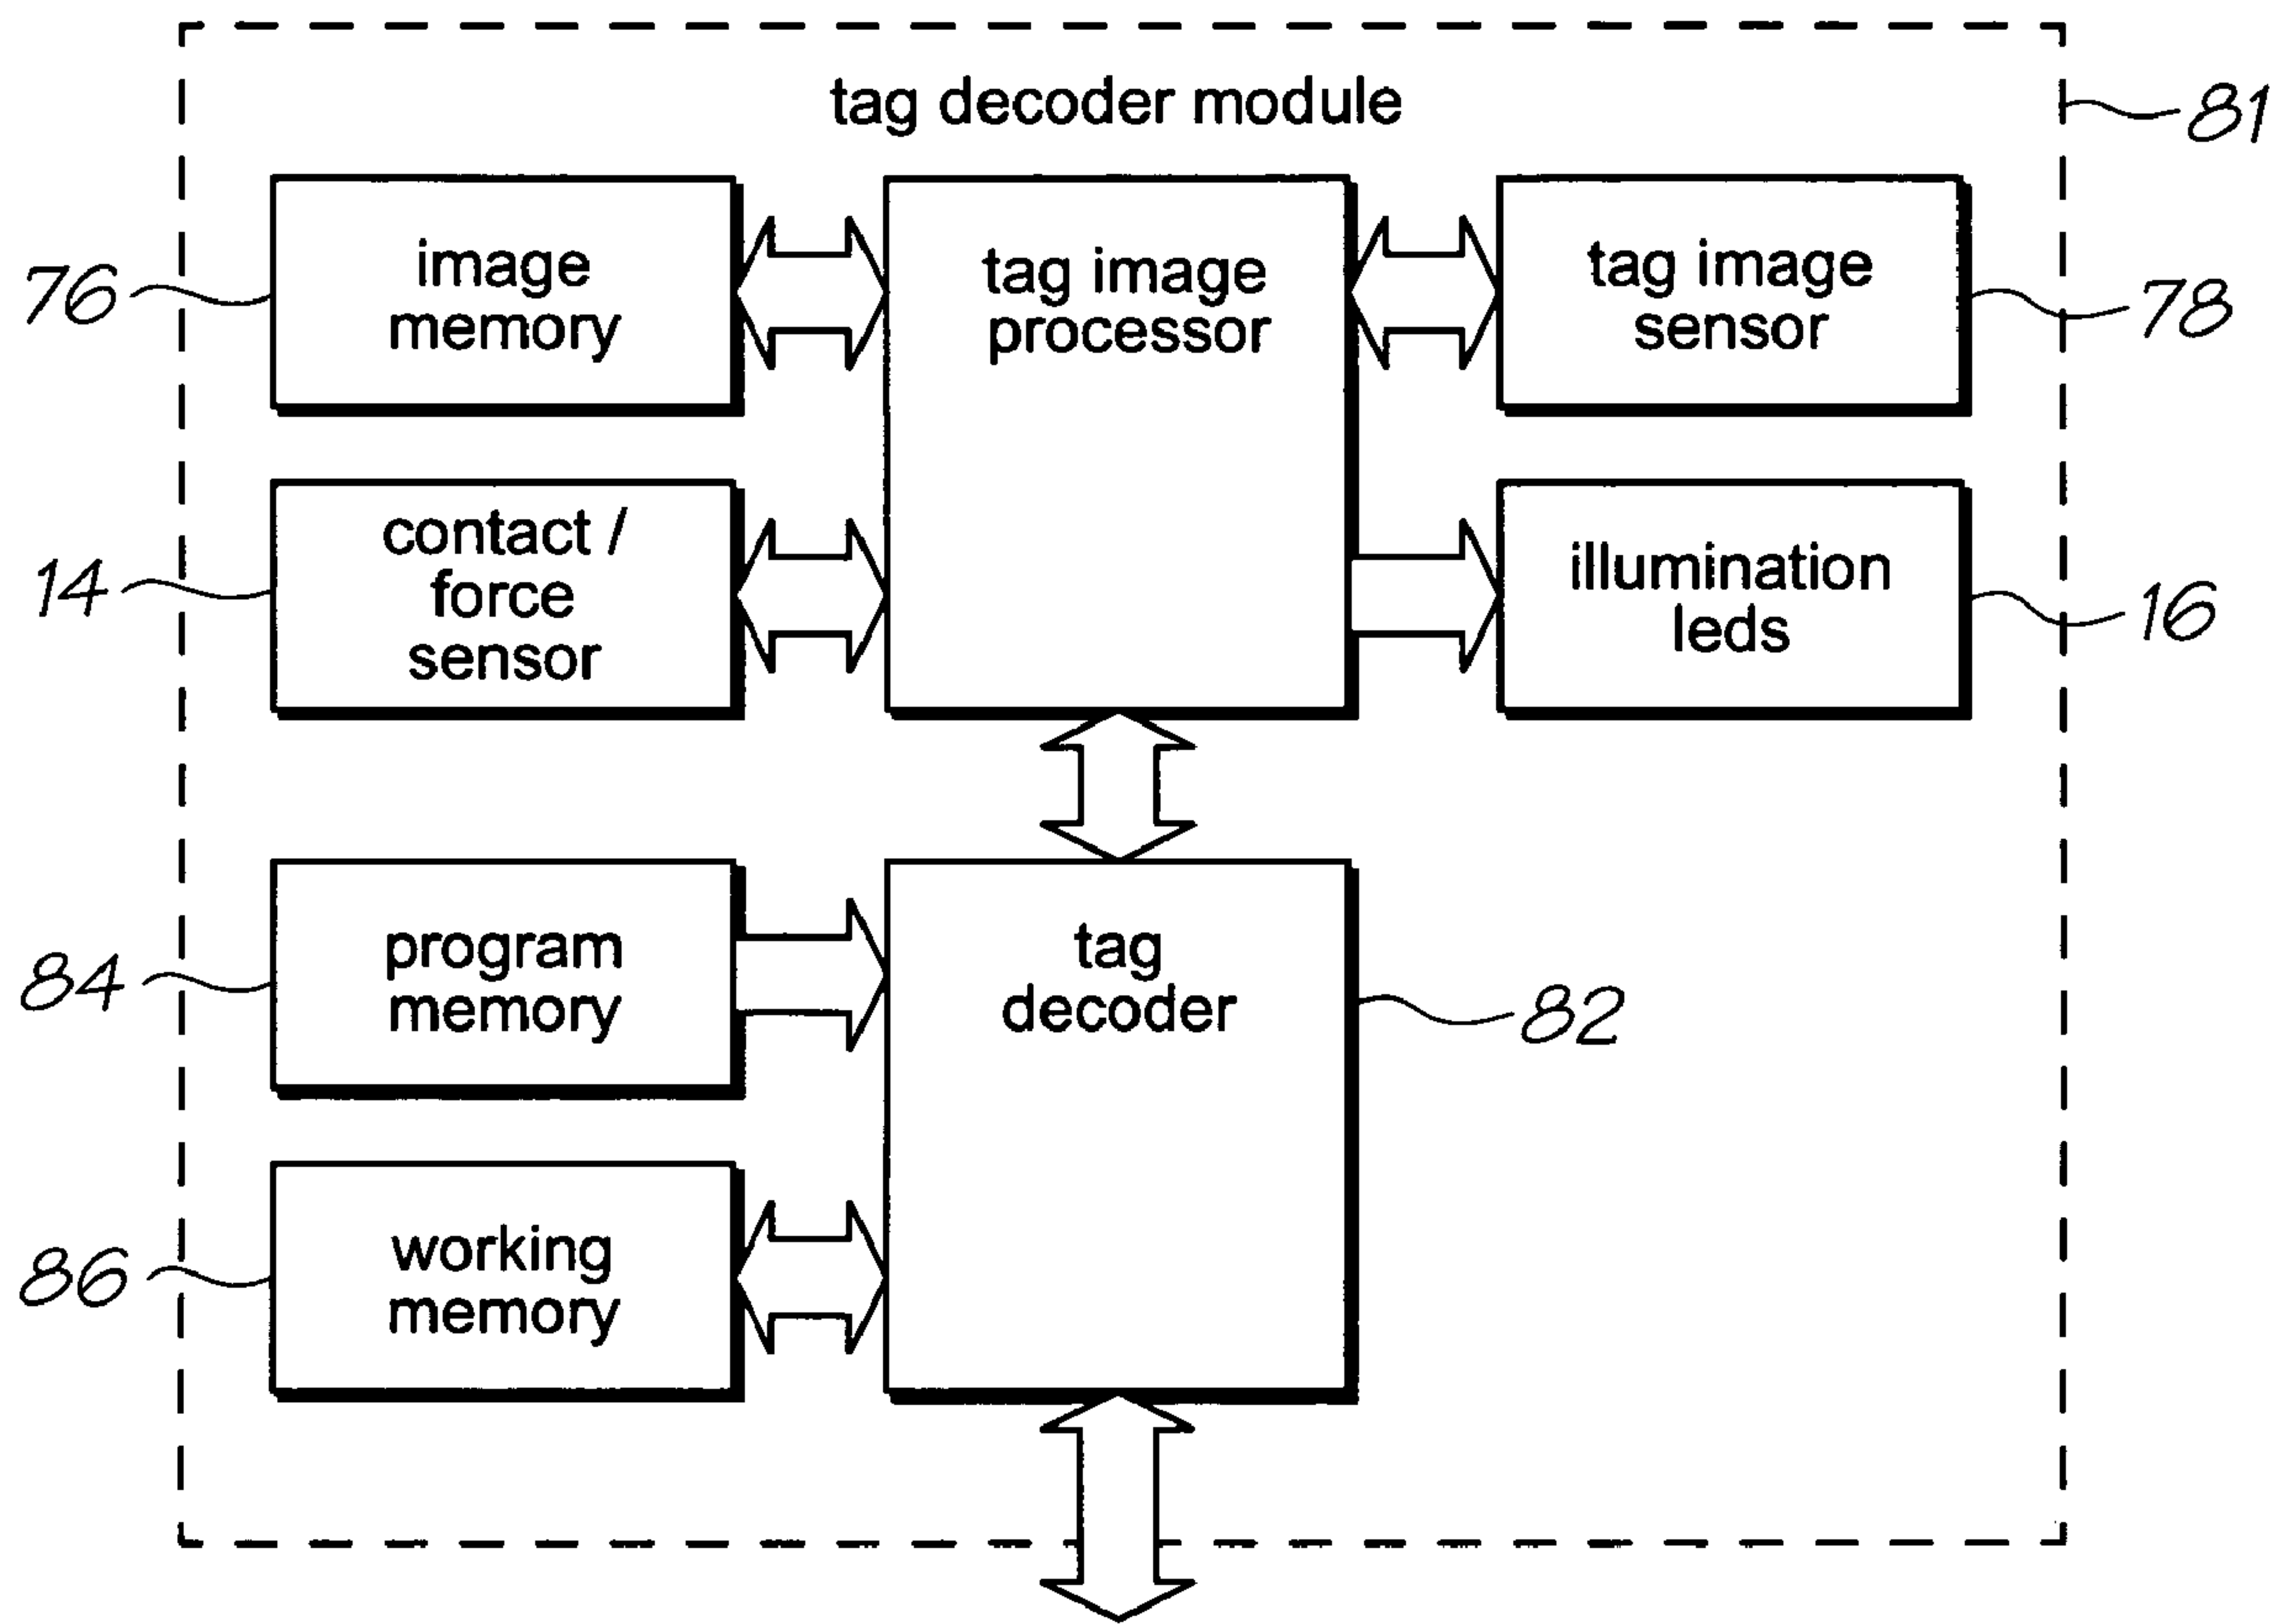 tag decoder module
81
76
image
memory
tag image
processor
tag image
sensor
78
14
contact /
force
sensor
illumination
leds
16
84
program
memory
tag
decoder
82
86
working
memory